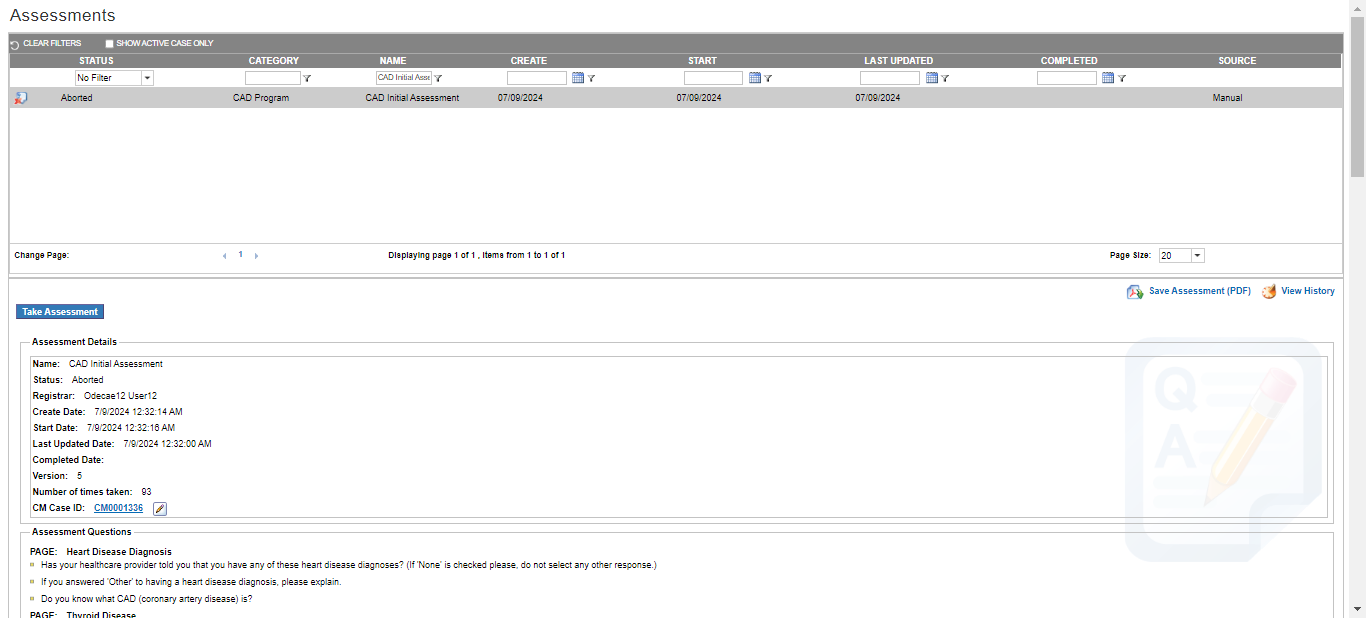 Assessments
CLEAR FILTERS SHOW ACTIVE CASE ONLY
STATUS CATEGORY NAME CREATE START LAST UPDATED COMPLETED SOURCE
No Filter CAD Initial Asse
Aborted CAD Program CAD Initial Assessment 07/09/2024 07/09/2024 07/09/2024 Manual
Change Page: 1 Displaying page 1 of 1 , Items from 1 to 1 of 1 Page Size: 20
Save Assessment (PDF) View History
Take Assessment
Assessment Details
Name: CAD Initial Assessment
Status: Aborted
Registrar: Odecae12 User12
Create Date: 7/9/2024 12:32:14 AM
Start Date: 7/9/2024 12:32:16 AM
Last Updated Date: 7/9/2024 12:32:00 AM
Completed Date:
Version: 5
Number of times taken: 93
CM Case ID: CM0001336
Q
A
Assessment Questions
PAGE: Heart Disease Diagnosis
Has your healthcare provider told you that you have any of these heart disease diagnoses? (If 'None' is checked please, do not select any other response.)
If you answered 'Other' to having a heart disease diagnosis, please explain.
Do you know what CAD (coronary artery disease) is?
PAGE: Thyroid Disease